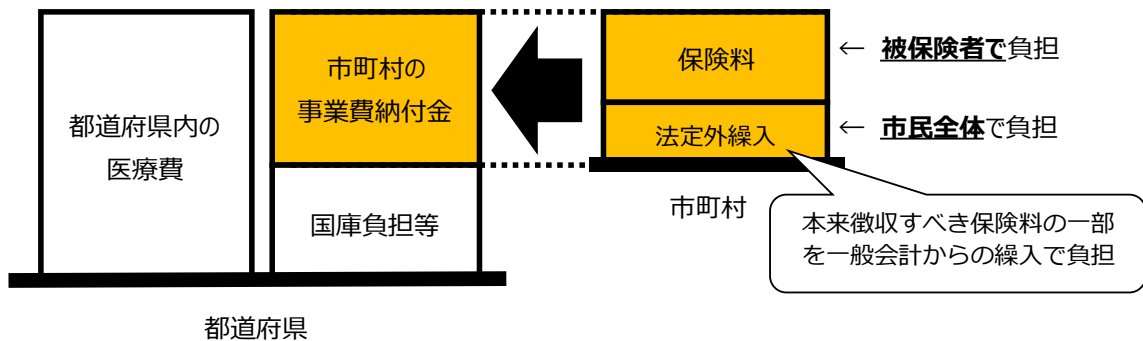 都道府県内の
医療費
市町村の
事業費納付金
国庫負担等
都道府県
保険料
法定外繰入
市町村
← 被保険者で負担
← 市民全体で負担
本来徴収すべき保険料の一部
を一般会計からの繰入で負担